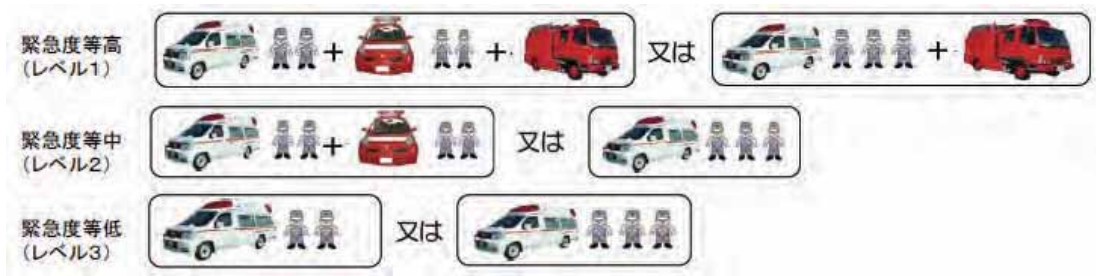 緊急度等高
(レベル1)
+
+
又は
+
緊急度等中
(レベル2)
+
又は
緊急度等低
(レベル3)
又は